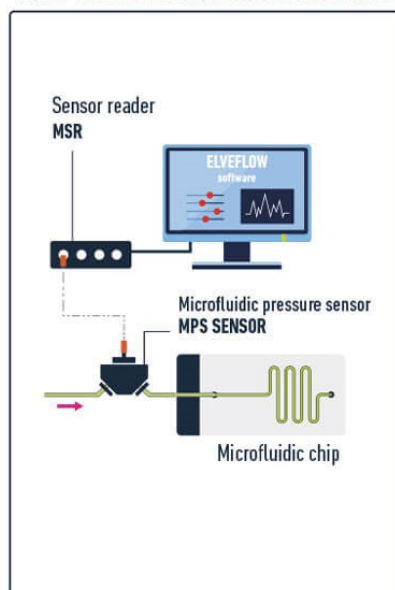 Sensor reader
MSR
ELVEFLOW
software
Microfluidic pressure sensor
MPS SENSOR
Microfluidic chip